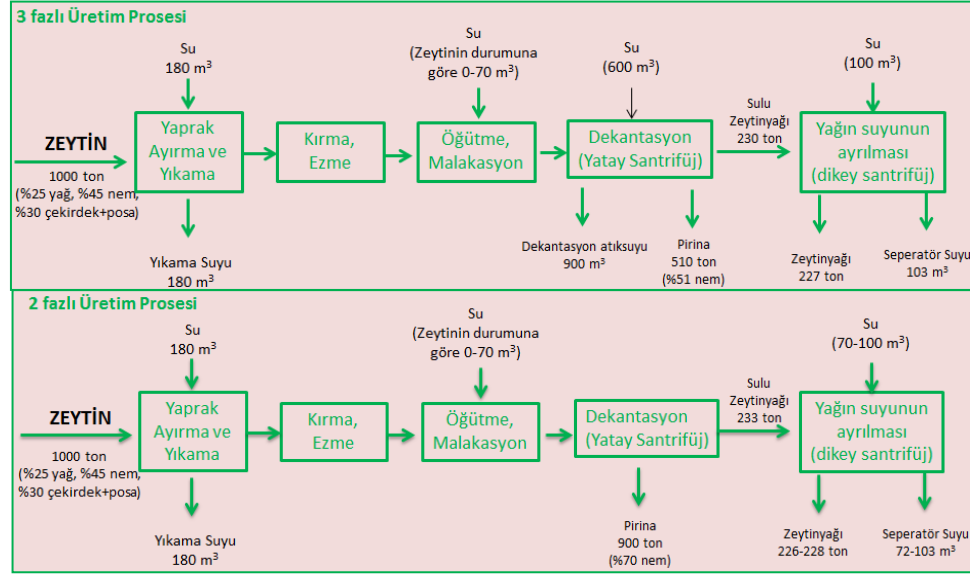 3 fazlı Üretim Prosesi
Su
180 m³
Su
(Zeytinin durumuna
göre 0-70 m³)
Su
(600 m³)
Su
(100 m³)
ZEYTİN
1000 ton
(%25 yağ, %45 nem,
%30 çekirdek+posa)
Yaprak
Ayırma ve
Yıkama
Kırma,
Ezme
Öğütme,
Malakasyon
Dekantasyon
(Yatay Santrifüj)
Sulu
Zeytinyağı
230 ton
Yağın suyunun
ayrılması
(dikey santrifüj)
Yıkama Suyu
180 m³
Dekantasyon atıksuyu
900 m³
Pirina
510 ton
(%51 nem)
Zeytinyağı
227 ton
Seperatör Suyu
103 m³
2 fazlı Üretim Prosesi
Su
180 m³
Su
(Zeytinin durumuna
göre 0-70 m³)
Su
(70-100 m³)
ZEYTİN
1000 ton
(%25 yağ, %45 nem,
%30 çekirdek+posa)
Yaprak
Ayırma ve
Yıkama
Kırma,
Ezme
Öğütme,
Malakasyon
Dekantasyon
(Yatay Santrifüj)
Sulu
Zeytinyağı
233 ton
Yağın suyunun
ayrılması
(dikey santrifüj)
Yıkama Suyu
180 m³
Pirina
900 ton
(%70 nem)
Zeytinyağı
226-228 ton
Seperatör Suyu
72-103 m³